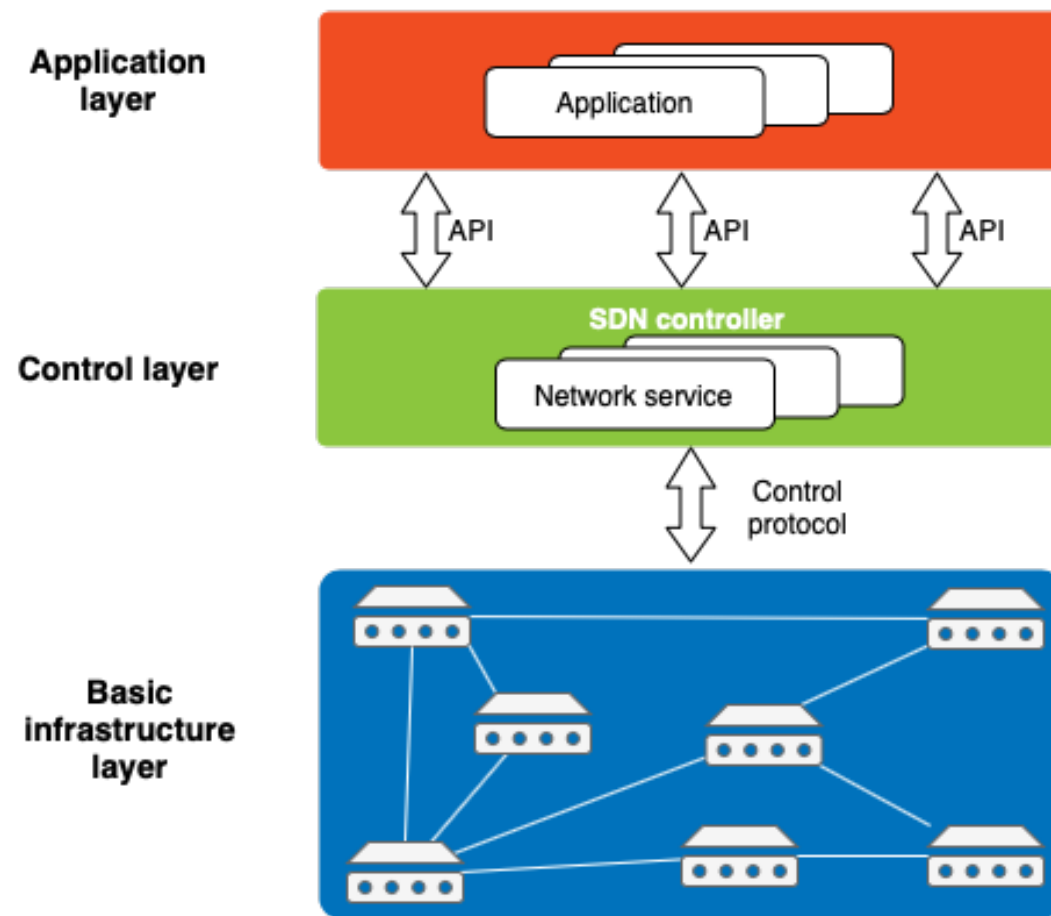 Application
layer
Application
API
API
API
SDN controller
Control layer
Network service
Control
protocol
Basic
infrastructure
layer